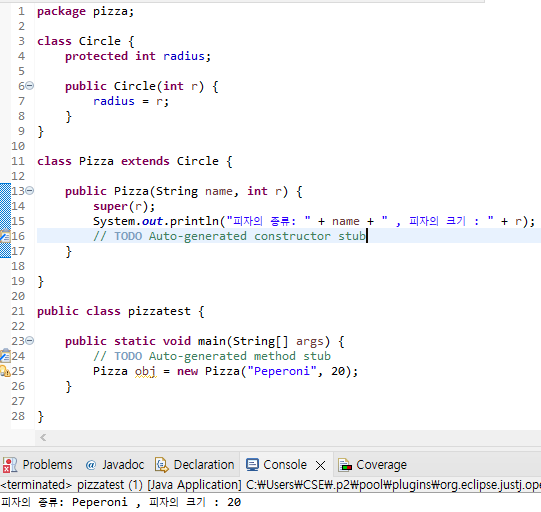 1 package pizza;
2
3 class Circle {
4     protected int radius;
5
6     public Circle(int r) {
7         radius = r;
8     }
9 }
10
11 class Pizza extends Circle {
12
13     public Pizza(String name, int r) {
14         super(r);
15         System.out.println("피자의 종류: " + name + " , 피자의 크기 : " + r);
16         // TODO Auto-generated constructor stub
17     }
18
19 }
20
21 public class pizzatest {
22
23     public static void main(String[] args) {
24         // TODO Auto-generated method stub
25         Pizza obj = new Pizza("Peperoni", 20);
26     }
27
28 }
Problems @ Javadoc Declaration Console Coverage
<terminated> pizzatest (1) [Java Application] C:₩Users₩CSE₩.p2₩pool₩plugins₩org.eclipse.justj.ope
피자의 종류: Peperoni , 피자의 크기 : 20